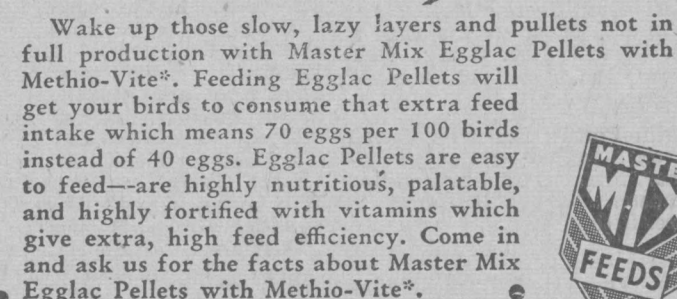 Wake up those slow, lazy layers and pullets not in
full production with Master Mix Egglac Pellets with
Methio-Vite*. Feeding Egglac Pellets will
get your birds to consume that extra feed
intake which means 70 eggs per 100 birds
instead of 40 eggs. Egglac Pellets are easy
to feed—are highly nutritious, palatable,
and highly fortified with vitamins which
give extra, high feed efficiency. Come in
and ask us for the facts about Master Mix
Egglac Pellets with Methio-Vite*.
MASTE
MIX
FEEDS